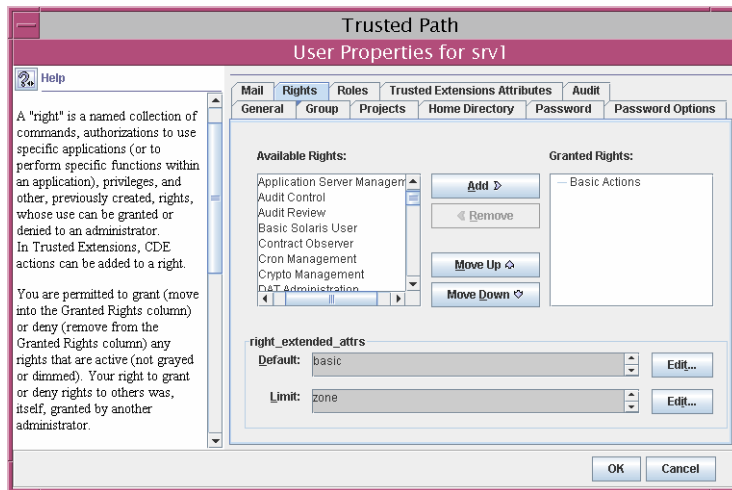 Trusted Path
User Properties for srv1
Help
A "right" is a named collection of
commands, authorizations to use
specific applications (or to
perform specific functions within
an application), privileges, and
other, previously created, rights,
whose use can be granted or
denied to an administrator.
In Trusted Extensions, CDE
actions can be added to a right.
You are permitted to grant (move
into the Granted Rights column)
or deny (remove from the
Granted Rights column) any
rights that are active (not grayed
or dimmed). Your right to grant
or deny rights to others was,
itself, granted by another
administrator.
Mail Rights Roles Trusted Extensions Attributes Audit
General Group Projects Home Directory Password Password Options
Available Rights:
Application Server Managem
Audit Control
Audit Review
Basic Solaris User
Contract Observer
Cron Management
Crypto Management
DAT Administration
Add
Remove
Move Up
Move Down
Granted Rights:
Basic Actions
right_extended_attrs
Default: basic Edit...
Limit: zone Edit...
OK Cancel